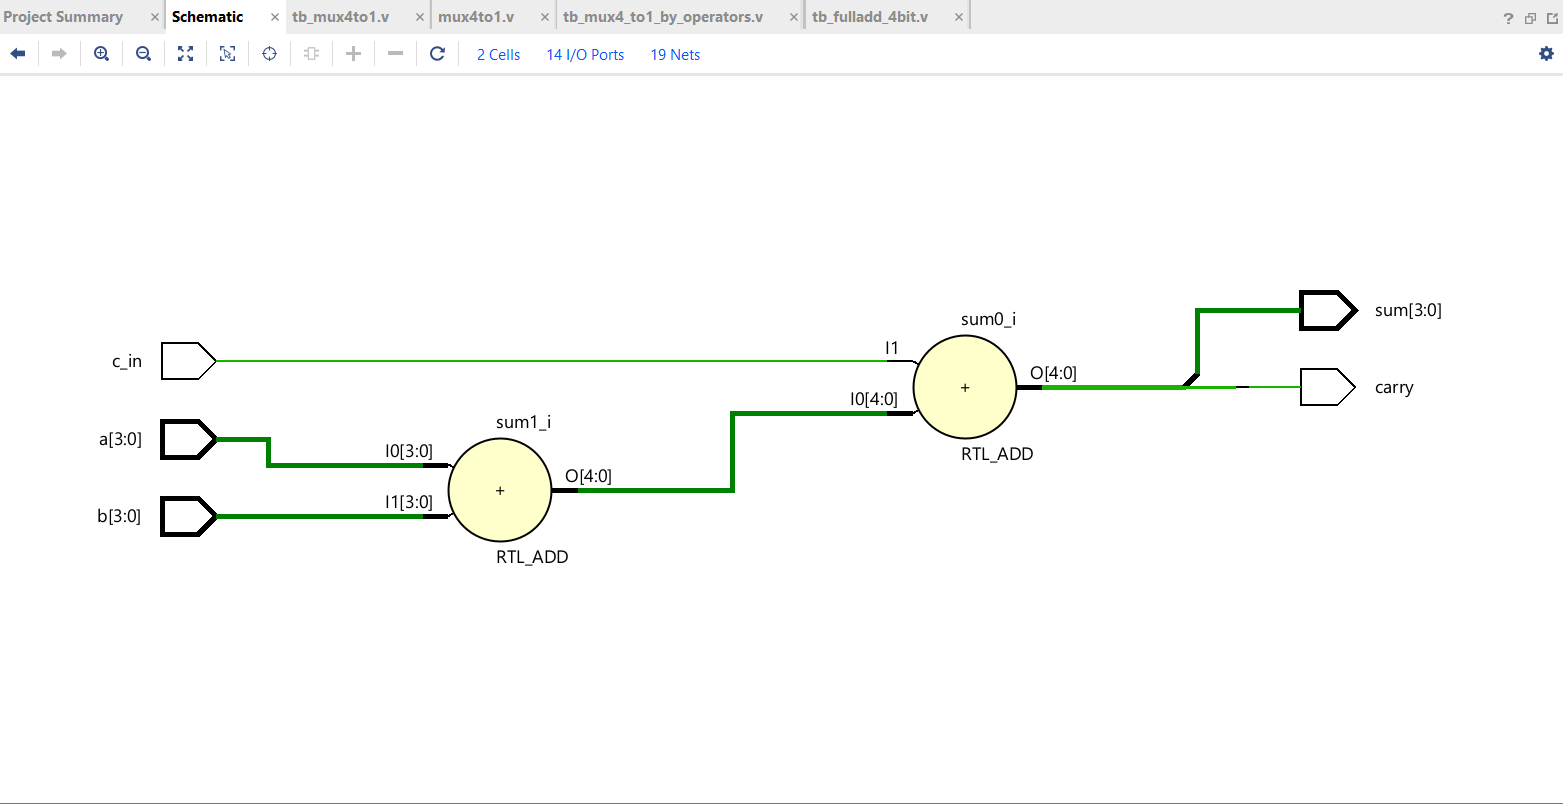 Project Summary × Schematic × tb_mux4to1.v × mux4to1.v × tb_mux4_to1_by_operators.v × tb_fulladd_4bit.v × ?
2 Cells 14 I/O Ports 19 Nets
sum[3:0]
sum0_i
I1
c_in
O[4:0]
+
carry
I0[4:0]
sum1_i
a[3:0]
I0[3:0]
RTL_ADD
O[4:0]
+
I1[3:0]
b[3:0]
RTL_ADD